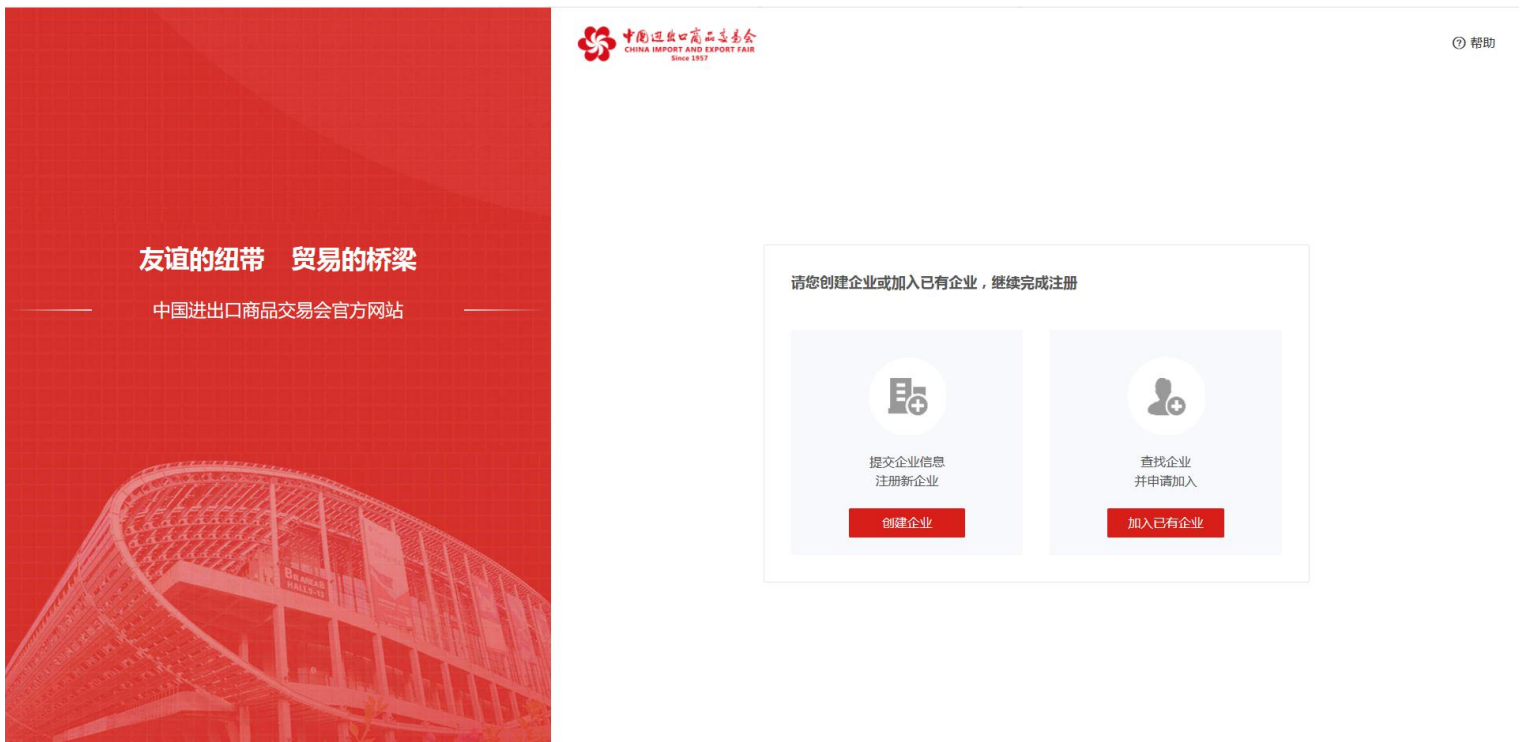 中国进出口商品交易会
CHINA IMPORT AND EXPORT FAIR
Since 1957
帮助
友谊的纽带 贸易的桥梁
中国进出口商品交易会官方网站
请您创建企业或加入已有企业，继续完成注册
提交企业信息
注册新企业
创建企业
查找企业
并申请加入
加入已有企业
HALLS